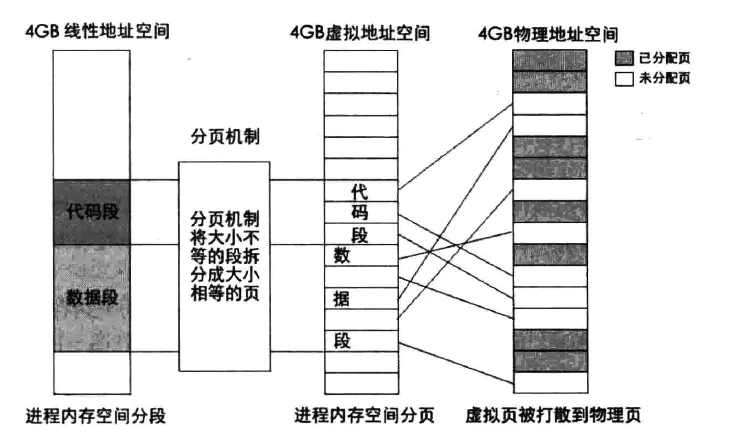 4GB 线性地址空间
4GB虚拟地址空间
4GB物理地址空间
已分配页
未分配页
分页机制
代码段
数据段
分页机制
将大小不
等的段拆
分成大小
相等的页
代
码
段
数
据
段
进程内存空间分段
进程内存空间分页
虚拟页被打散到物理页